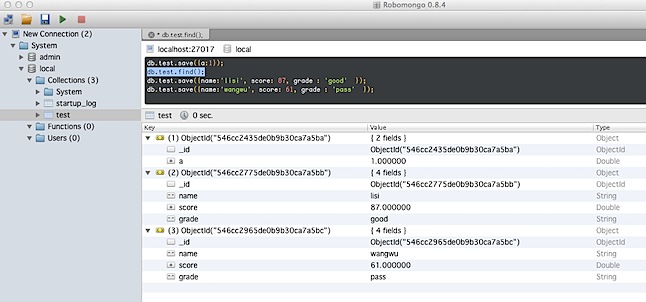 Robomongo 0.8.4
New Connection (2)
System
admin
local
Collections (3)
System
startup_log
test
Functions (0)
Users (0)
* db.test.find();
localhost:27017 local
db.test.save({a:1});
db.test.find();
db.test.save({name:'lisi', score: 87, grade : 'good' });
db.test.save({name:'wangwu', score: 61, grade : 'pass' });
test 0 sec.
Key Value Type
(1) ObjectId("546cc2435de0b9b30ca7a5ba") { 2 fields } Object
_id ObjectId("546cc2435de0b9b30ca7a5ba") ObjectId
a 1.000000 Double
(2) ObjectId("546cc2775de0b9b30ca7a5bb") { 4 fields } Object
_id ObjectId("546cc2775de0b9b30ca7a5bb") ObjectId
name lisi String
score 87.000000 Double
grade good String
(3) ObjectId("546cc2965de0b9b30ca7a5bc") { 4 fields } Object
_id ObjectId("546cc2965de0b9b30ca7a5bc") ObjectId
name wangwu String
score 61.000000 Double
grade pass String